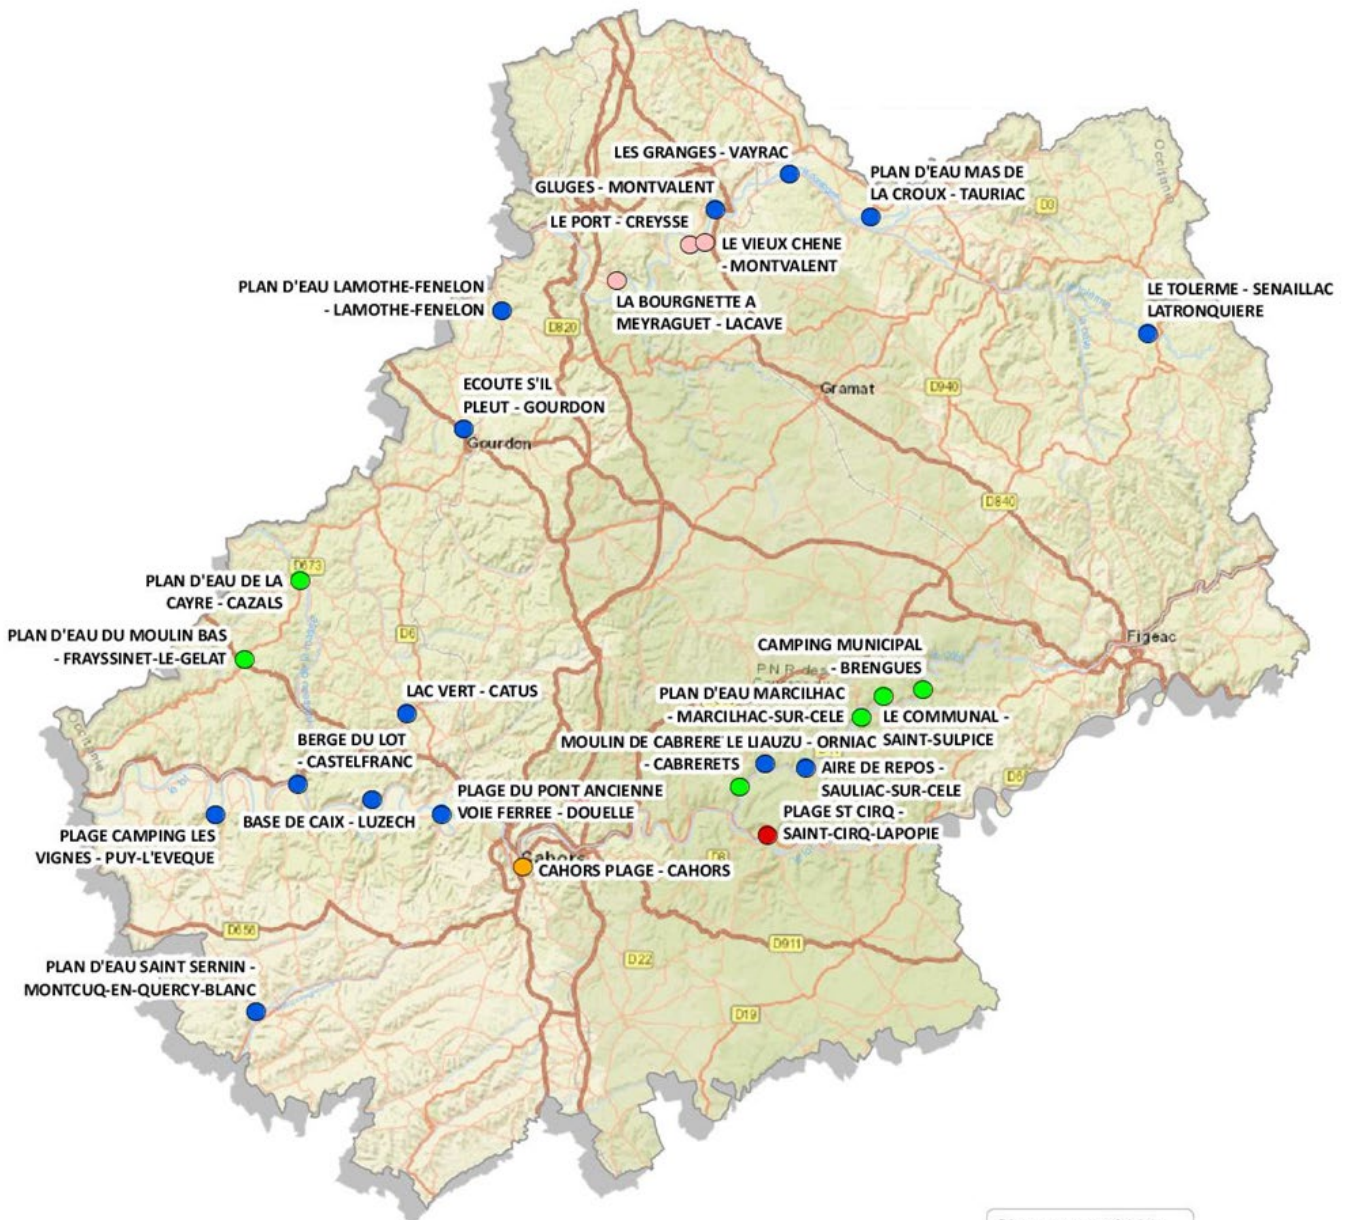 LES GRANGES - VAYRAC
PLAN D'EAU MAS DE
LA CROUX - TAURIAC
GLUGES - MONTVALENT
LE PORT - CREYSSE
LE VIEUX CHENE
- MONTVALENT
Occitanie
D3
PLAN D'EAU LAMOTHE-FENELON
- LAMOTHE-FENELON
LA BOURGNETTE A
MEYRAGUET - LACAVE
LE TOLERME - SENAILLAC
LATRONQUIERE
D820
ECOUTE S'IL
PLEUT - GOURDON
Gramat
D940
Gourdon
D840
D673
PLAN D'EAU DE LA
CAYRE - CAZALS
PLAN D'EAU DU MOULIN BAS
- FRAYSSINET-LE-GELAT
D6
CAMPING MUNICIPAL
- BRENGUES
Figeac
P.N.R. des
LAC VERT - CATUS
PLAN D'EAU MARCILHAC
- MARCILHAC-SUR-CELE
LE COMMUNAL -
SAINT-SULPICE
Occitanie
BERGE DU LOT
- CASTELFRANC
MOULIN DE CABRERE
- CABRERETS
LE LIAUZU - ORNIAC
AIRE DE REPOS -
SAULIAC-SUR-CELE
PLAGE DU PONT ANCIENNE
VOIE FERREE - DOUELLE
BASE DE CAIX - LUZECH
PLAGE CAMPING LES
VIGNES - PUY-L'EVEQUE
PLAGE ST CIRQ -
SAINT-CIRQ-LAPOPIE
Cahors
CAHORS PLAGE - CAHORS
D656
D911
D22
PLAN D'EAU SAINT SERNIN -
MONTCUQ-EN-QUERCY-BLANC
D19